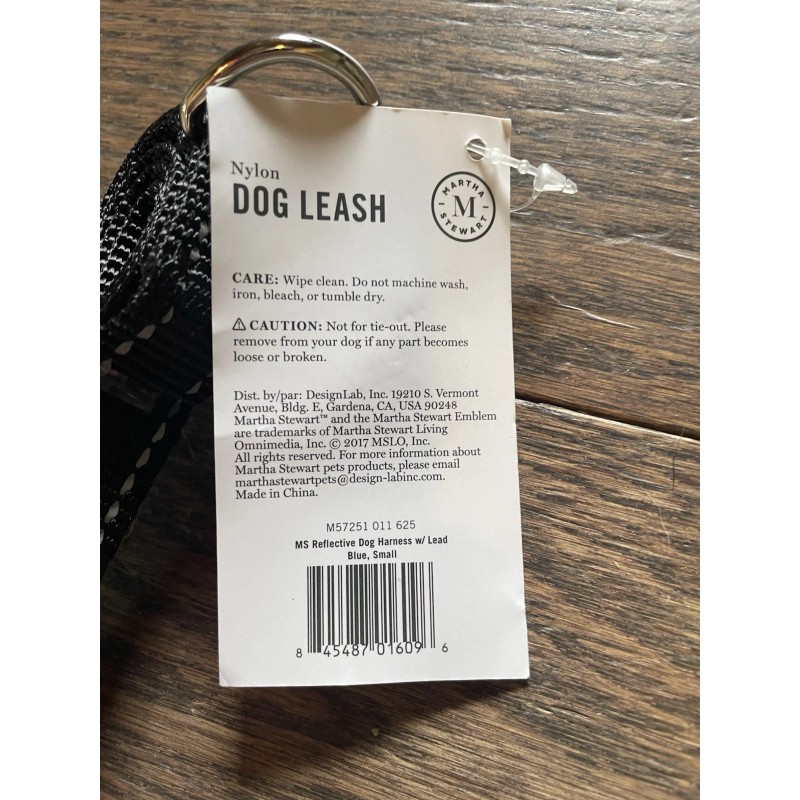 Nylon
DOG LEASH
MARTHA
M
STEWART
CARE: Wipe clean. Do not machine wash,
iron, bleach, or tumble dry.
⚠ CAUTION: Not for tie-out. Please
remove from your dog if any part becomes
loose or broken.
Dist. by/par: DesignLab, Inc. 19210 S. Vermont
Avenue, Bldg. E, Gardena, CA, USA 90248
Martha Stewart™ and the Martha Stewart Emblem
are trademarks of Martha Stewart Living
Omnimedia, Inc. © 2017 MSLO, Inc.
All rights reserved. For more information about
Martha Stewart pets products, please email
marthastewartpets@design-labinc.com.
Made in China.
M57251 011 625
MS Reflective Dog Harness w/ Lead
Blue, Small
8 45487 01609 6